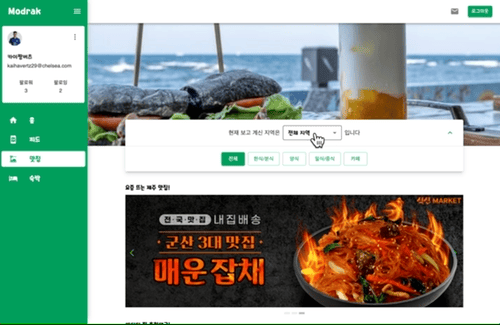 Modrak
로그아웃
카이하베르츠
kaihavertz29@chelsea.com
팔로워
3
팔로잉
2
홈
피드
맛집
숙박
현재 보고 계신 지역은 전체 지역 입니다
전체
한식/분식
양식
일식/중식
카페
요즘 뜨는 제주 맛집!
전국맛집 내집배송
식신 MARKET
군산 3대 맛집
매운잡채